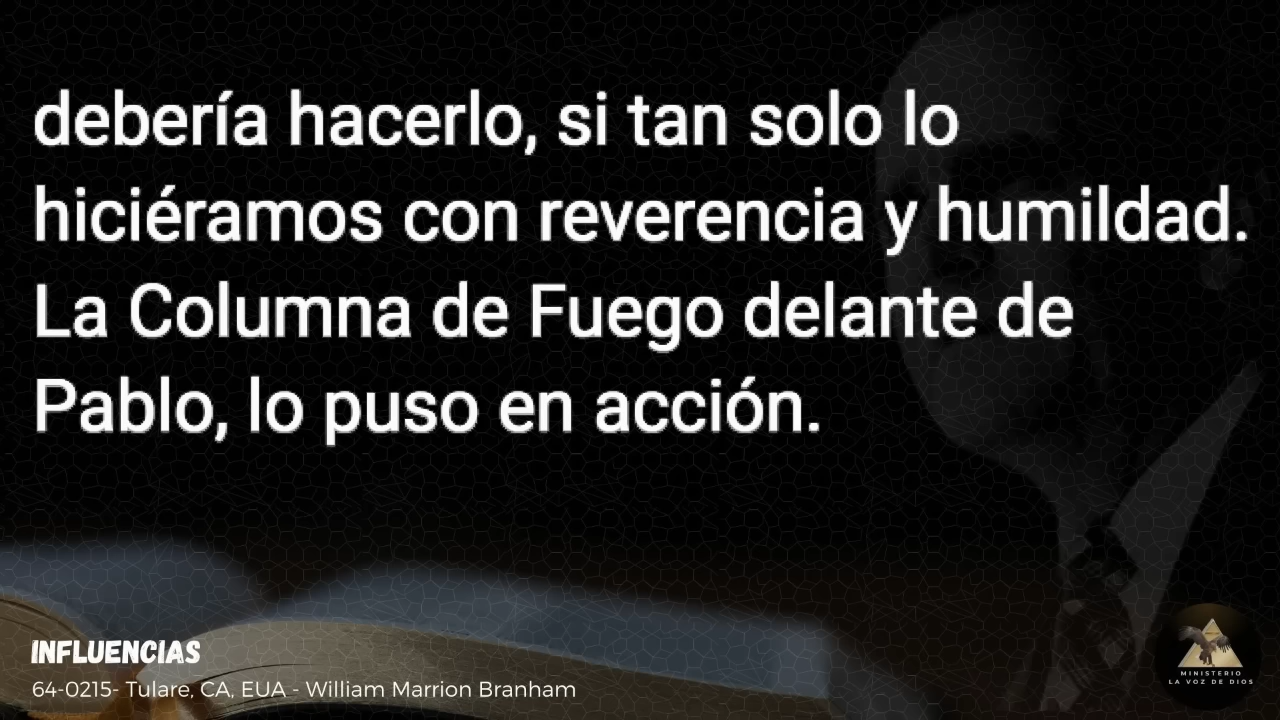 debería hacerlo, si tan solo lo
hiciéramos con reverencia y humildad.
La Columna de Fuego delante de
Pablo, lo puso en acción.
INFLUENCIAS
64-0215- Tulare, CA, EUA - William Marrion Branham
MINISTERIO
LA VOZ DE DIOS